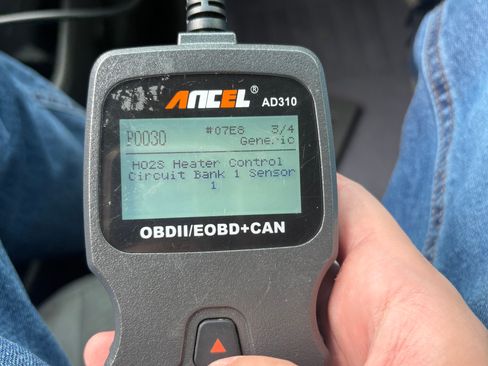 ANCEL®
AD310
P0030 #07E8 3/4
Generic
HO2S Heater Control
Circuit Bank 1 Sensor
1
OBDII/EOBD+CAN